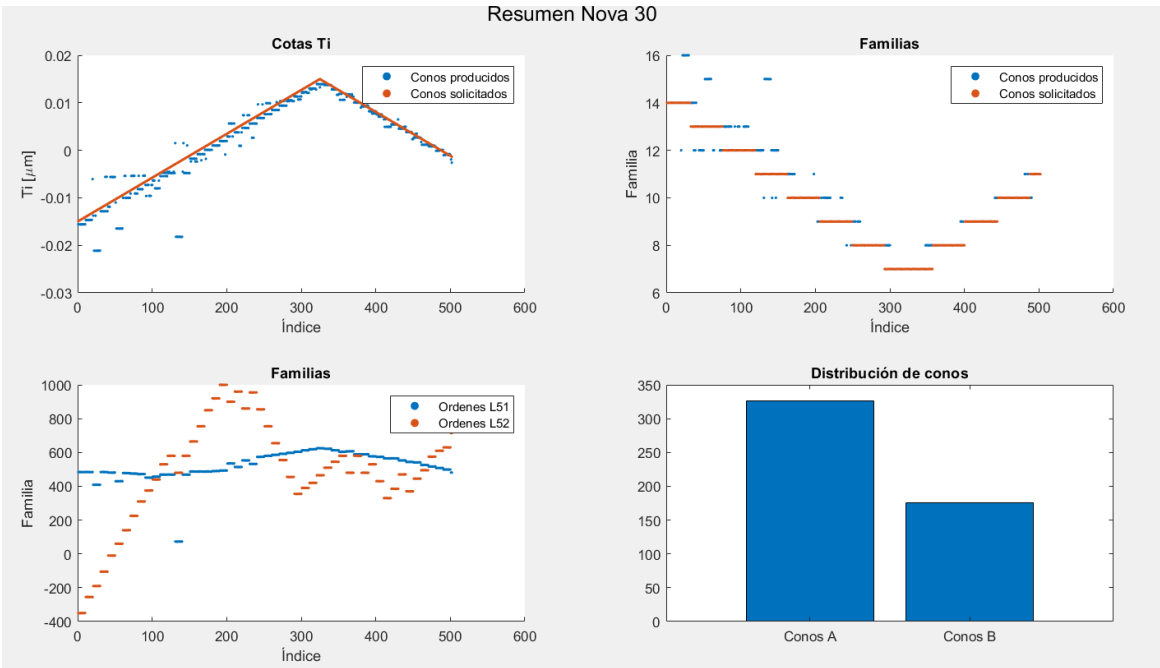 Resumen Nova 30
Cotas Ti
0.02
0.01
0
-0.01
-0.02
-0.03
Ti [μm]
0 100 200 300 400 500 600
Índice
Conos producidos
Conos solicitados
Familias
16
14
12
10
8
6
Familia
0 100 200 300 400 500 600
Índice
Conos producidos
Conos solicitados
Familias
1000
800
600
400
200
0
-200
-400
Familia
0 100 200 300 400 500 600
Índice
Ordenes L51
Ordenes L52
Distribución de conos
350
300
250
200
150
100
50
0
Conos A Conos B